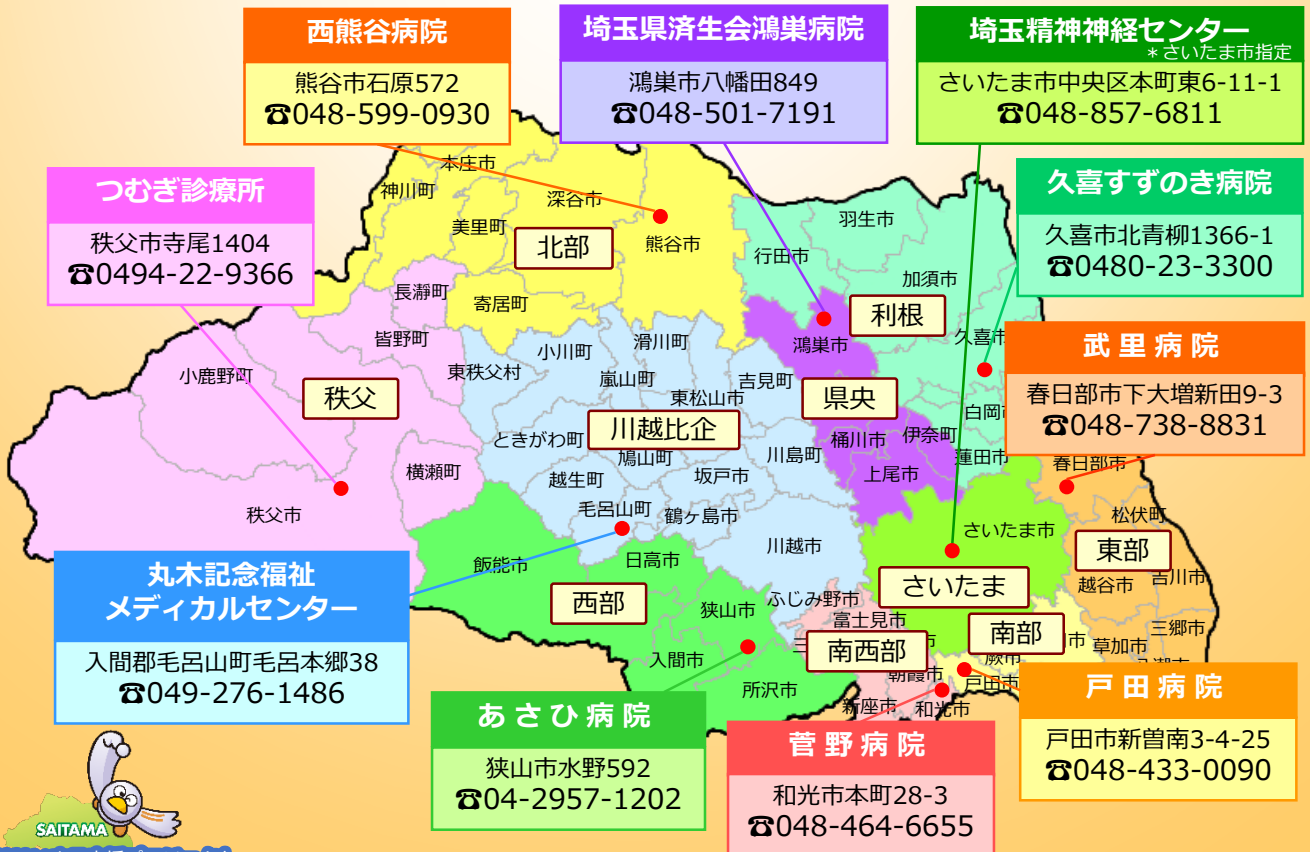 西熊谷病院
熊谷市石原572
☎048-599-0930
埼玉県済生会鴻巣病院
鴻巣市八幡田849
☎048-501-7191
埼玉精神神経センター
＊さいたま市指定
さいたま市中央区本町東6-11-1
☎048-857-6811
つむぎ診療所
秩父市寺尾1404
☎0494-22-9366
久喜すずのき病院
久喜市北青柳1366-1
☎0480-23-3300
武里病院
春日部市下大増新田9-3
☎048-738-8831
本庄市
神川町
美里町
深谷市
熊谷市
北部
寄居町
長瀞町
皆野町
小鹿野町
秩父
横瀬町
秩父市
行田市
羽生市
加須市
利根
久喜市
白岡市
蓮田市
鴻巣市
県央
桶川市
伊奈町
上尾市
東秩父村
小川町
滑川町
嵐山町
東松山市
吉見町
川越比企
ときがわ町
鳩山町
川島町
越生町
坂戸市
毛呂山町
鶴ヶ島市
川越市
飯能市
日高市
西部
狭山市
入間市
所沢市
ふじみ野市
富士見市
南西部
朝霞市
新座市
和光市
さいたま市
さいたま
南部
蕨市
戸田市
春日部市
松伏町
東部
越谷市
吉川市
草加市
三郷市
丸木記念福祉
メディカルセンター
入間郡毛呂山町毛呂本郷38
☎049-276-1486
あさひ病院
狭山市水野592
☎04-2957-1202
菅野病院
和光市本町28-3
☎048-464-6655
戸田病院
戸田市新曽南3-4-25
☎048-433-0090
SAITAMA